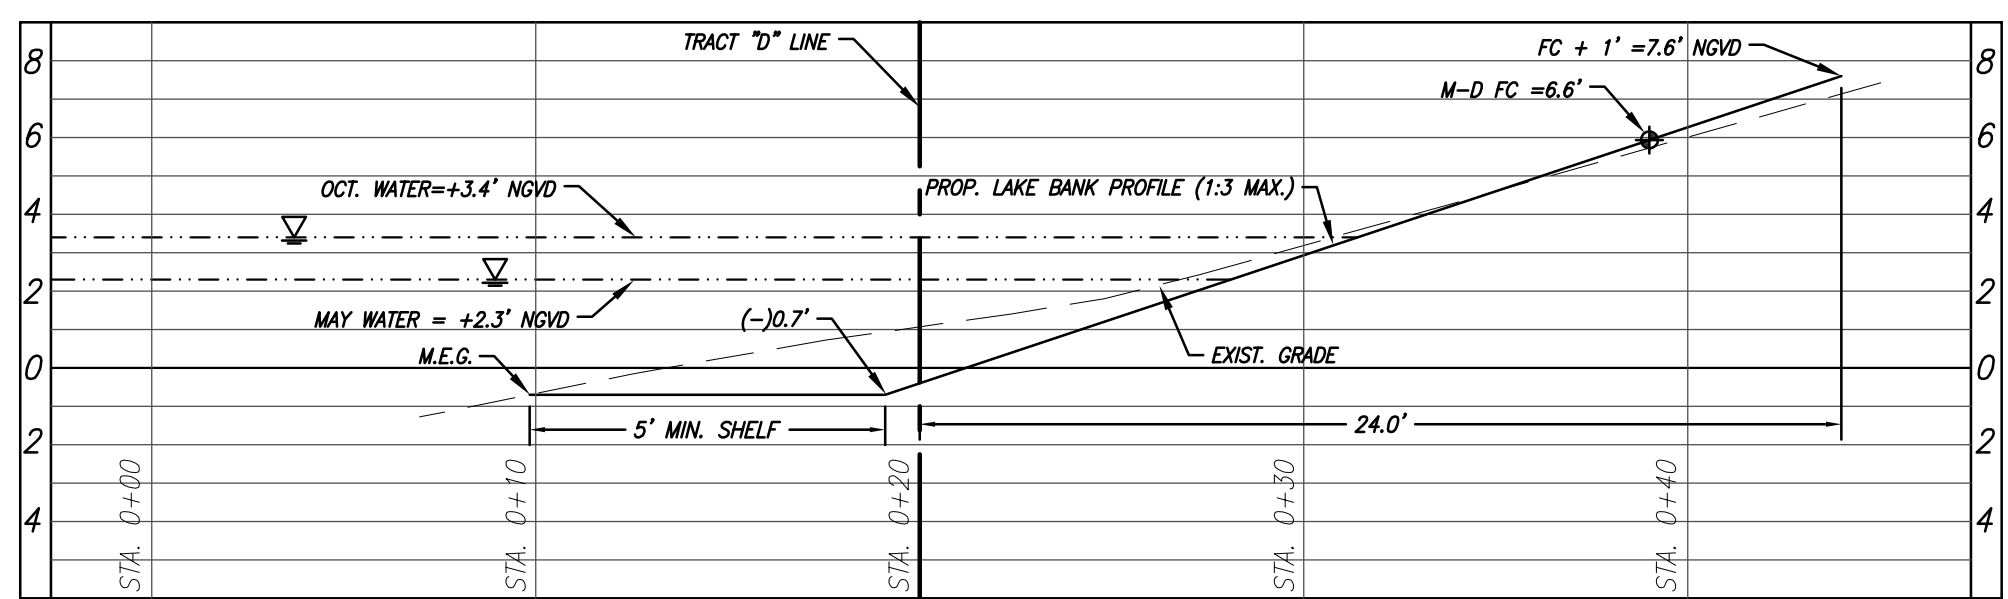 TRACT "D" LINE
FC + 1' =7.6' NGVD
8
8
M-D FC =6.6'
6
6
OCT. WATER=+3.4' NGVD
PROP. LAKE BANK PROFILE (1:3 MAX.)
4
4
2
2
MAY WATER = +2.3' NGVD
(-)0.7'
M.E.G.
EXIST. GRADE
0
0
5' MIN. SHELF
24.0'
2
2
4
4
STA. 0+00
STA. 0+10
STA. 0+20
STA. 0+30
STA. 0+40